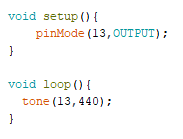 void setup(){
    pinMode(13,OUTPUT);
}

void loop(){
  tone(13,440);
}